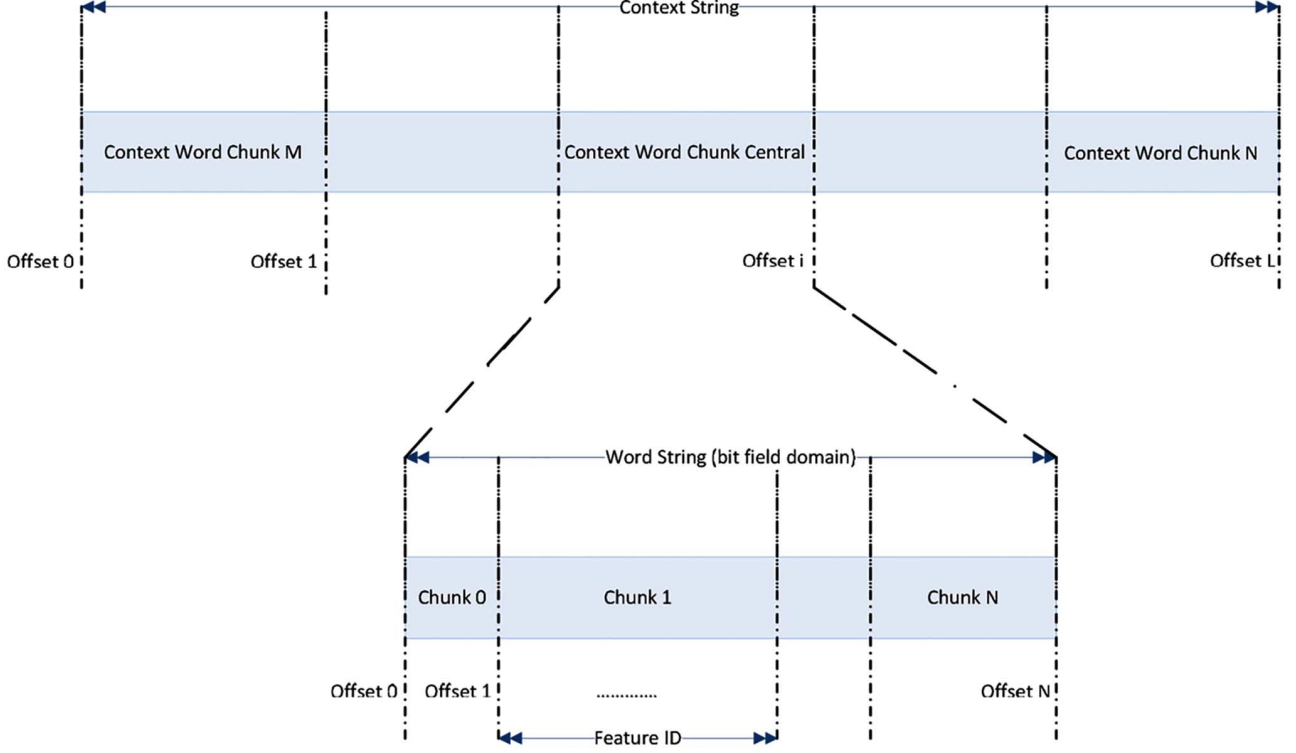 Context String
Context Word Chunk M
Context Word Chunk Central
Context Word Chunk N
Offset 0
Offset 1
Offset i
Offset L
Word String (bit field domain)
Chunk 0
Chunk 1
Chunk N
Offset 0
Offset 1
.............
Offset N
Feature ID